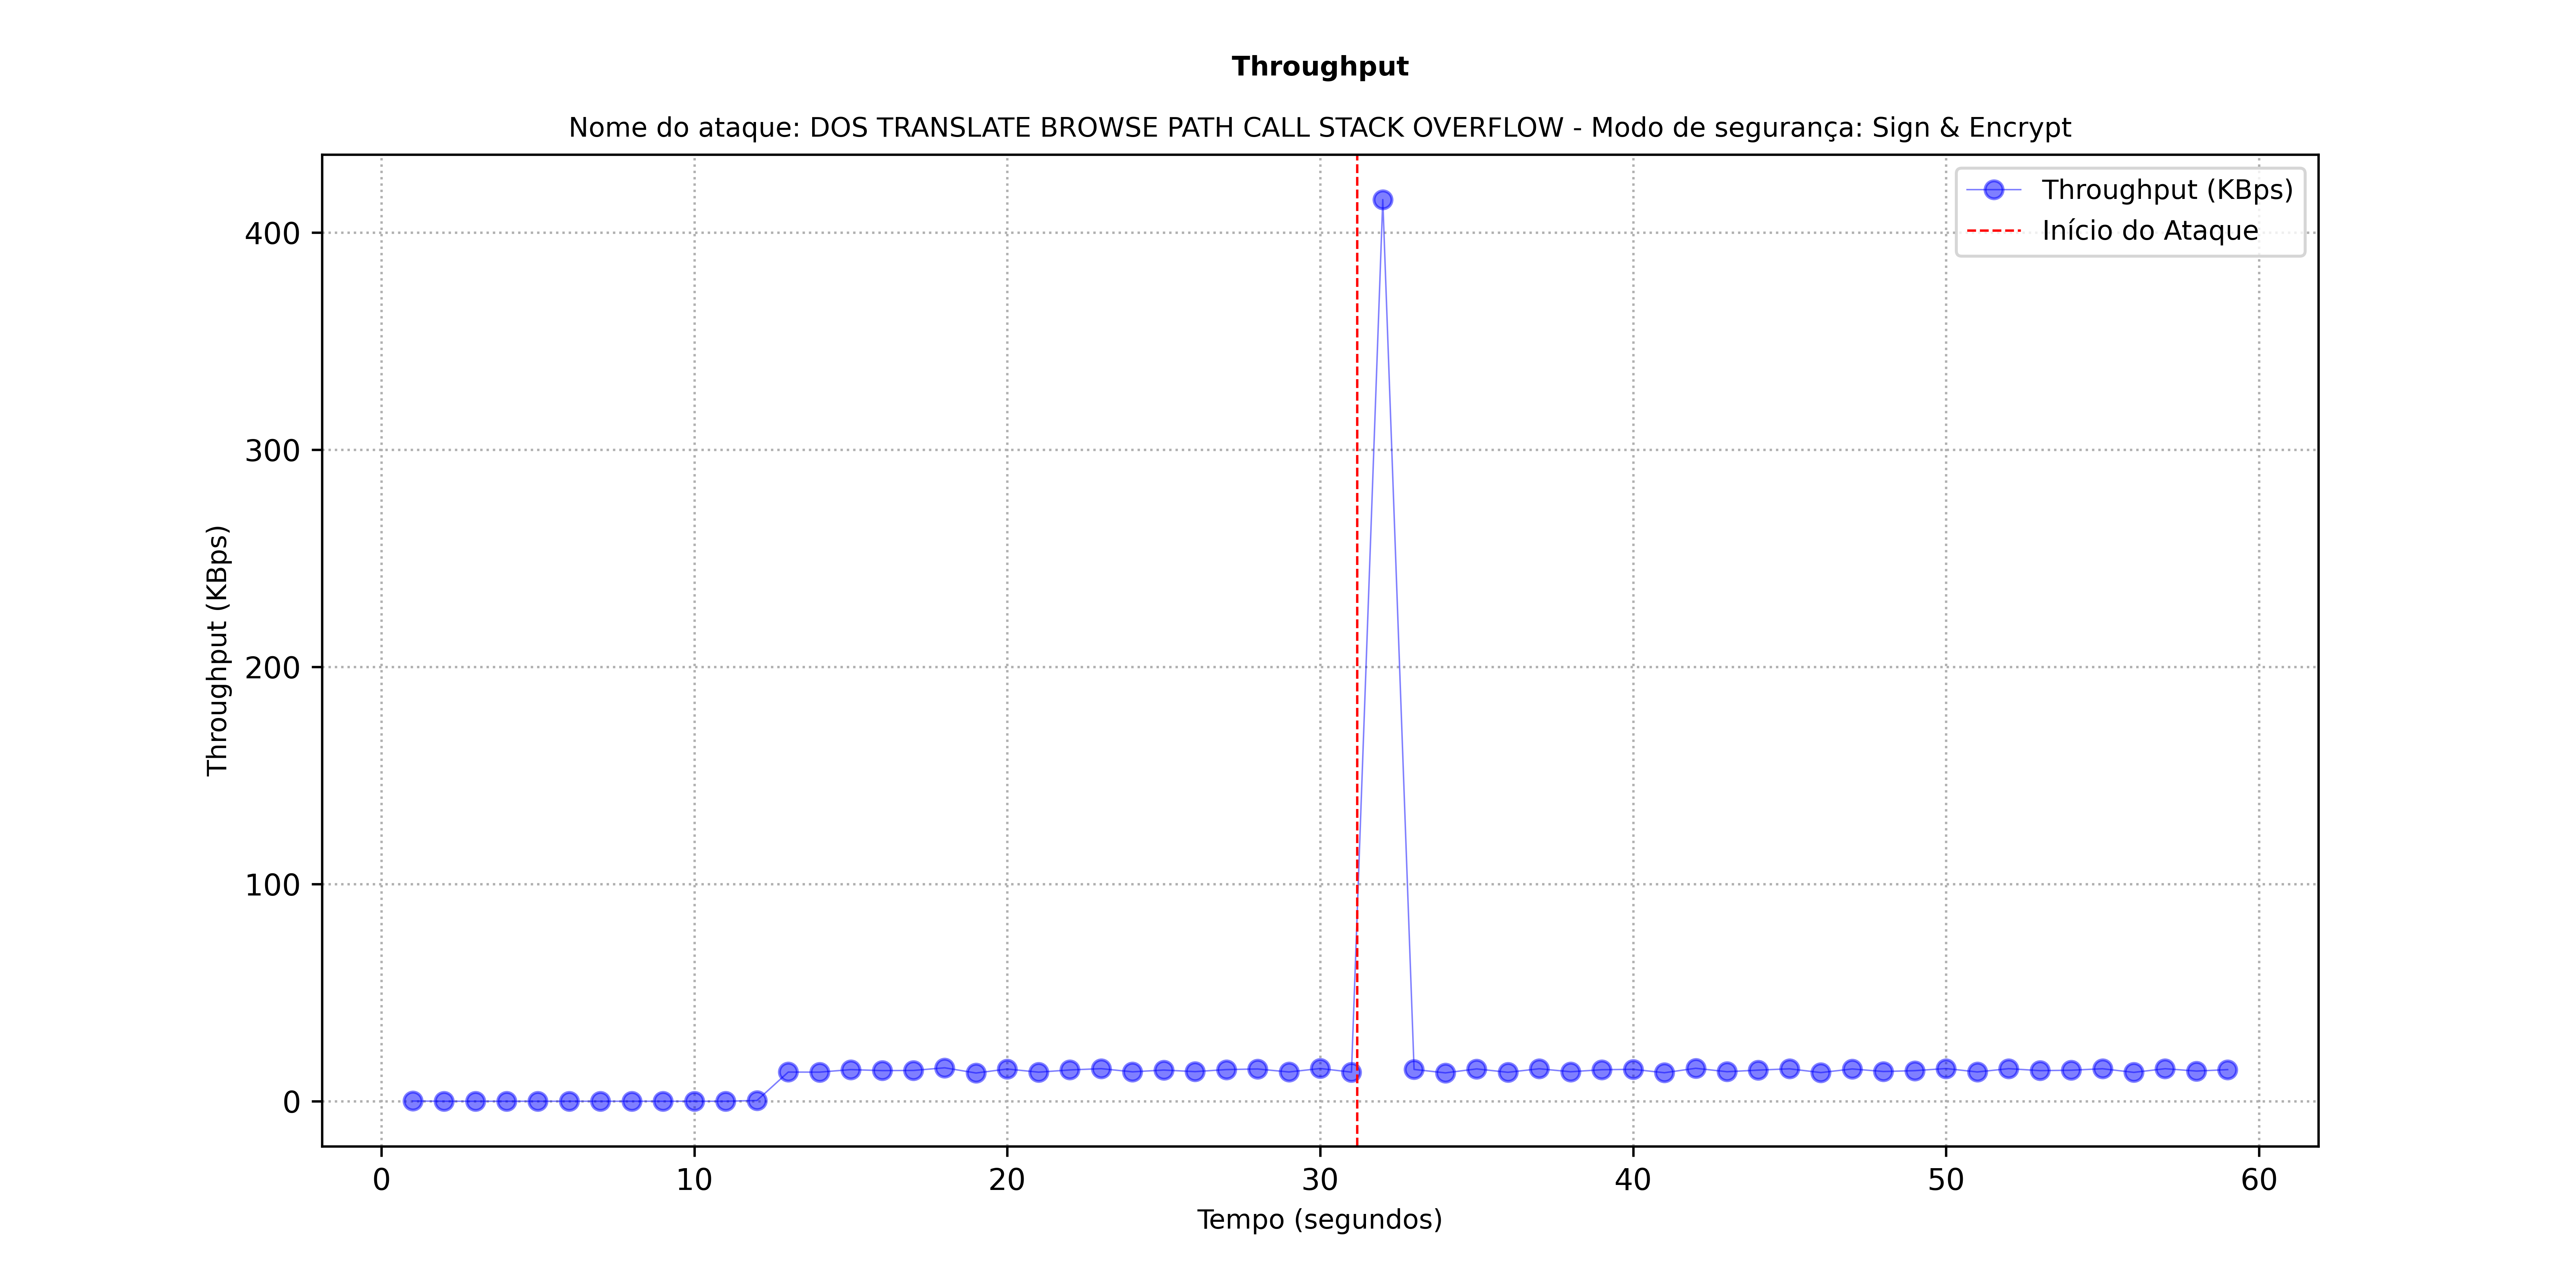 Throughput
Nome do ataque: DOS TRANSLATE BROWSE PATH CALL STACK OVERFLOW - Modo de segurança: Sign & Encrypt
Throughput (KBps)
Início do Ataque
400
300
200
100
0
Throughput (KBps)
0 10 20 30 40 50 60
Tempo (segundos)